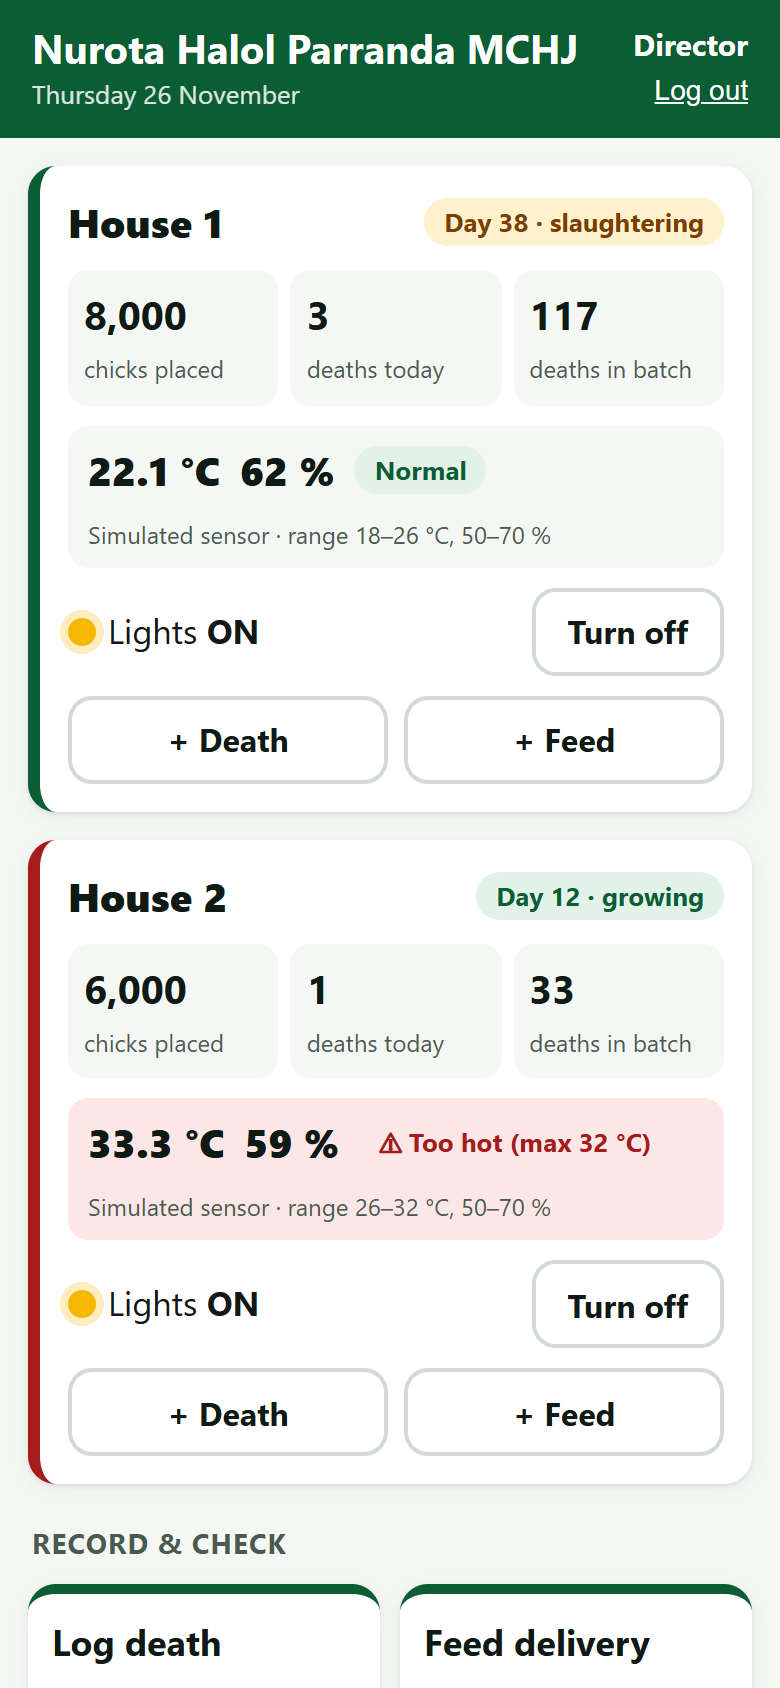 Nurota Halol Parranda MCHJ
Director
Thursday 26 November
Log out
House 1
Day 38 · slaughtering
8,000
3
117
chicks placed
deaths today
deaths in batch
22.1 °C 62 % Normal
Simulated sensor · range 18–26 °C, 50–70 %
Lights ON
Turn off
+ Death
+ Feed
House 2
Day 12 · growing
6,000
1
33
chicks placed
deaths today
deaths in batch
33.3 °C 59 % ⚠ Too hot (max 32 °C)
Simulated sensor · range 26–32 °C, 50–70 %
Lights ON
Turn off
+ Death
+ Feed
RECORD & CHECK
Log death
Feed delivery